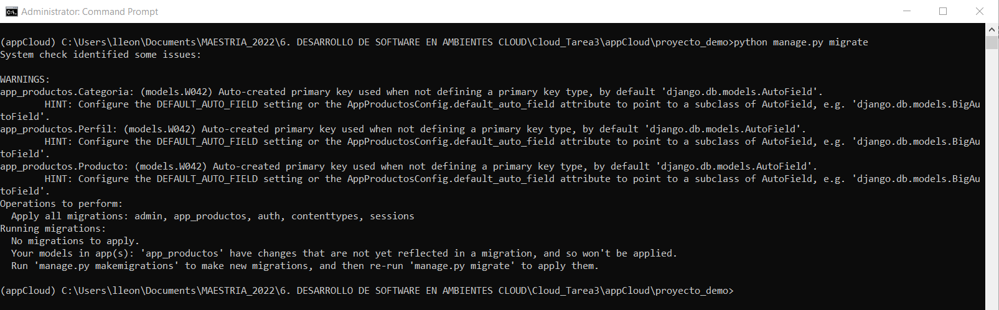 Administrator: Command Prompt
(appCloud) C:\Users\lleon\Documents\MAESTRIA_2022\6. DESARROLLO DE SOFTWARE EN AMBIENTES CLOUD\Cloud_Tarea3\appCloud\proyecto_demo>python manage.py migrate
System check identified some issues:
WARNINGS:
app_productos.Categoria: (models.W042) Auto-created primary key used when not defining a primary key type, by default 'django.db.models.AutoField'.
HINT: Configure the DEFAULT_AUTO_FIELD setting or the AppProductosConfig.default_auto_field attribute to point to a subclass of AutoField, e.g. 'django.db.models.BigAu
toField'.
app_productos.Perfil: (models.W042) Auto-created primary key used when not defining a primary key type, by default 'django.db.models.AutoField'.
HINT: Configure the DEFAULT_AUTO_FIELD setting or the AppProductosConfig.default_auto_field attribute to point to a subclass of AutoField, e.g. 'django.db.models.BigAu
toField'.
app_productos.Producto: (models.W042) Auto-created primary key used when not defining a primary key type, by default 'django.db.models.AutoField'.
HINT: Configure the DEFAULT_AUTO_FIELD setting or the AppProductosConfig.default_auto_field attribute to point to a subclass of AutoField, e.g. 'django.db.models.BigAu
toField'.
Operations to perform:
Apply all migrations: admin, app_productos, auth, contenttypes, sessions
Running migrations:
No migrations to apply.
Your models in app(s): 'app_productos' have changes that are not yet reflected in a migration, and so won't be applied.
Run 'manage.py makemigrations' to make new migrations, and then re-run 'manage.py migrate' to apply them.
(appCloud) C:\Users\lleon\Documents\MAESTRIA_2022\6. DESARROLLO DE SOFTWARE EN AMBIENTES CLOUD\Cloud_Tarea3\appCloud\proyecto_demo>